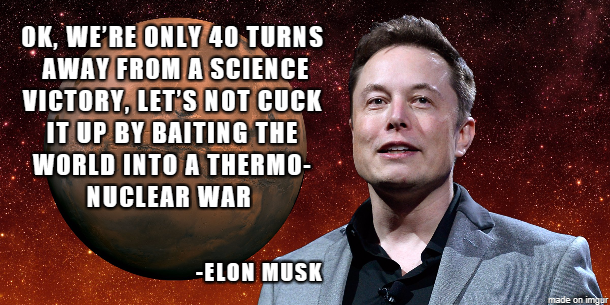 OK, WE'RE ONLY 40 TURNS
AWAY FROM A SCIENCE
VICTORY, LET'S NOT CUCK
IT UP BY BAITING THE
WORLD INTO A THERMO-
NUCLEAR WAR
-ELON MUSK
made on imgur